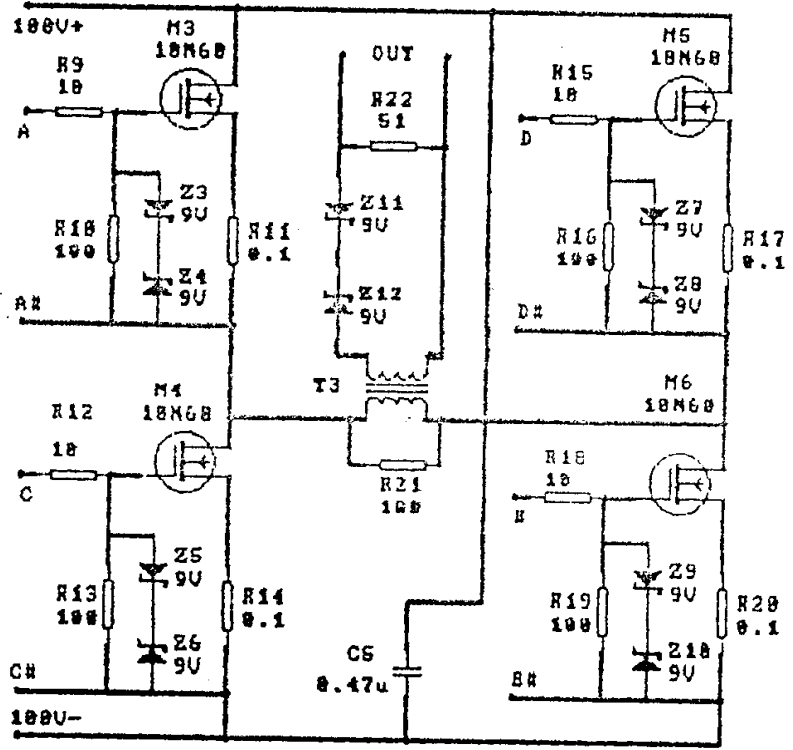 100V+
M3
10N60
R9
10
A
Z3
9V
R10
100
R11
0.1
Z4
9V
A#
OUT
R22
51
Z11
9V
Z12
9V
T3
M5
10N60
R15
10
D
Z7
9V
R16
100
R17
0.1
Z8
9V
D#
M4
10N60
R12
10
C
Z5
9V
R13
100
R14
0.1
Z6
9V
C#
100V-
R21
100
C5
0.47u
M6
10N60
R18
10
Z9
9V
R19
100
R20
0.1
Z10
9V
B#